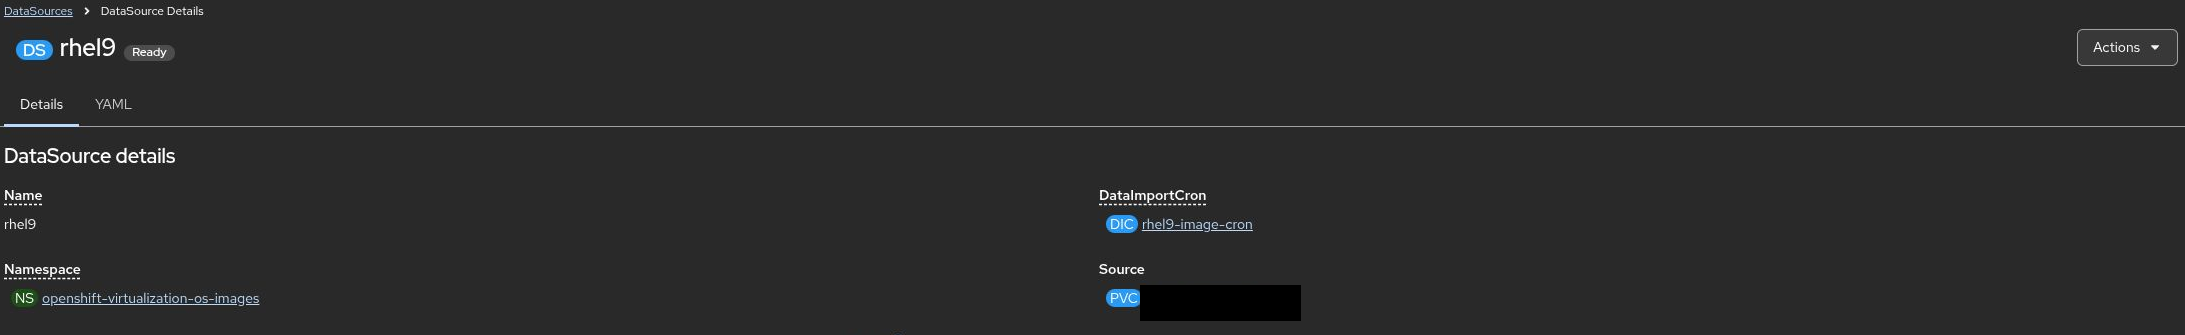 DataSources > DataSource Details
DS rhel9 Ready
Actions
Details YAML
DataSource details
Name
rhel9
DataImportCron
DIC rhel9-image-cron
Namespace
NS openshift-virtualization-os-images
Source
PVC